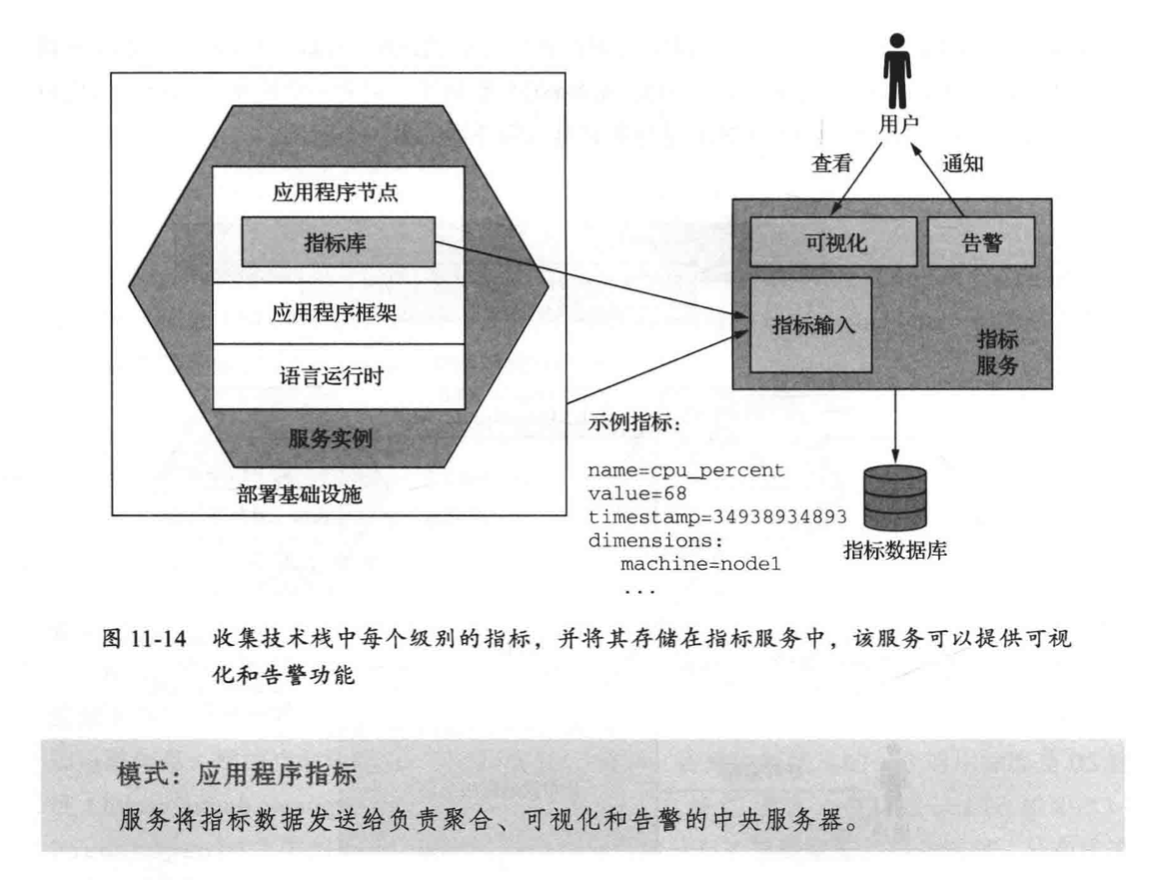 用户
查看
通知
应用程序节点
指标库
应用程序框架
语言运行时
服务实例
部署基础设施
可视化
告警
指标输入
指标
服务
示例指标：
name=cpu_percent
value=68
timestamp=34938934893
dimensions:
machine=node1
...
指标数据库
图 11-14 收集技术栈中每个级别的指标，并将其存储在指标服务中，该服务可以提供可视
化和告警功能
模式：应用程序指标
服务将指标数据发送给负责聚合、可视化和告警的中央服务器。